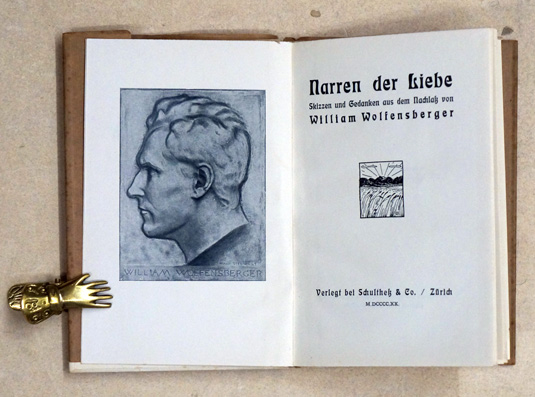 WILLIAM WOLFENSBERGER
Narren der Liebe
Skizzen und Gedanken aus dem Nachlaß von
William Wolfensberger
Verlegt bei Schultheß & Co. / Zürich
M DCCCC.XX.